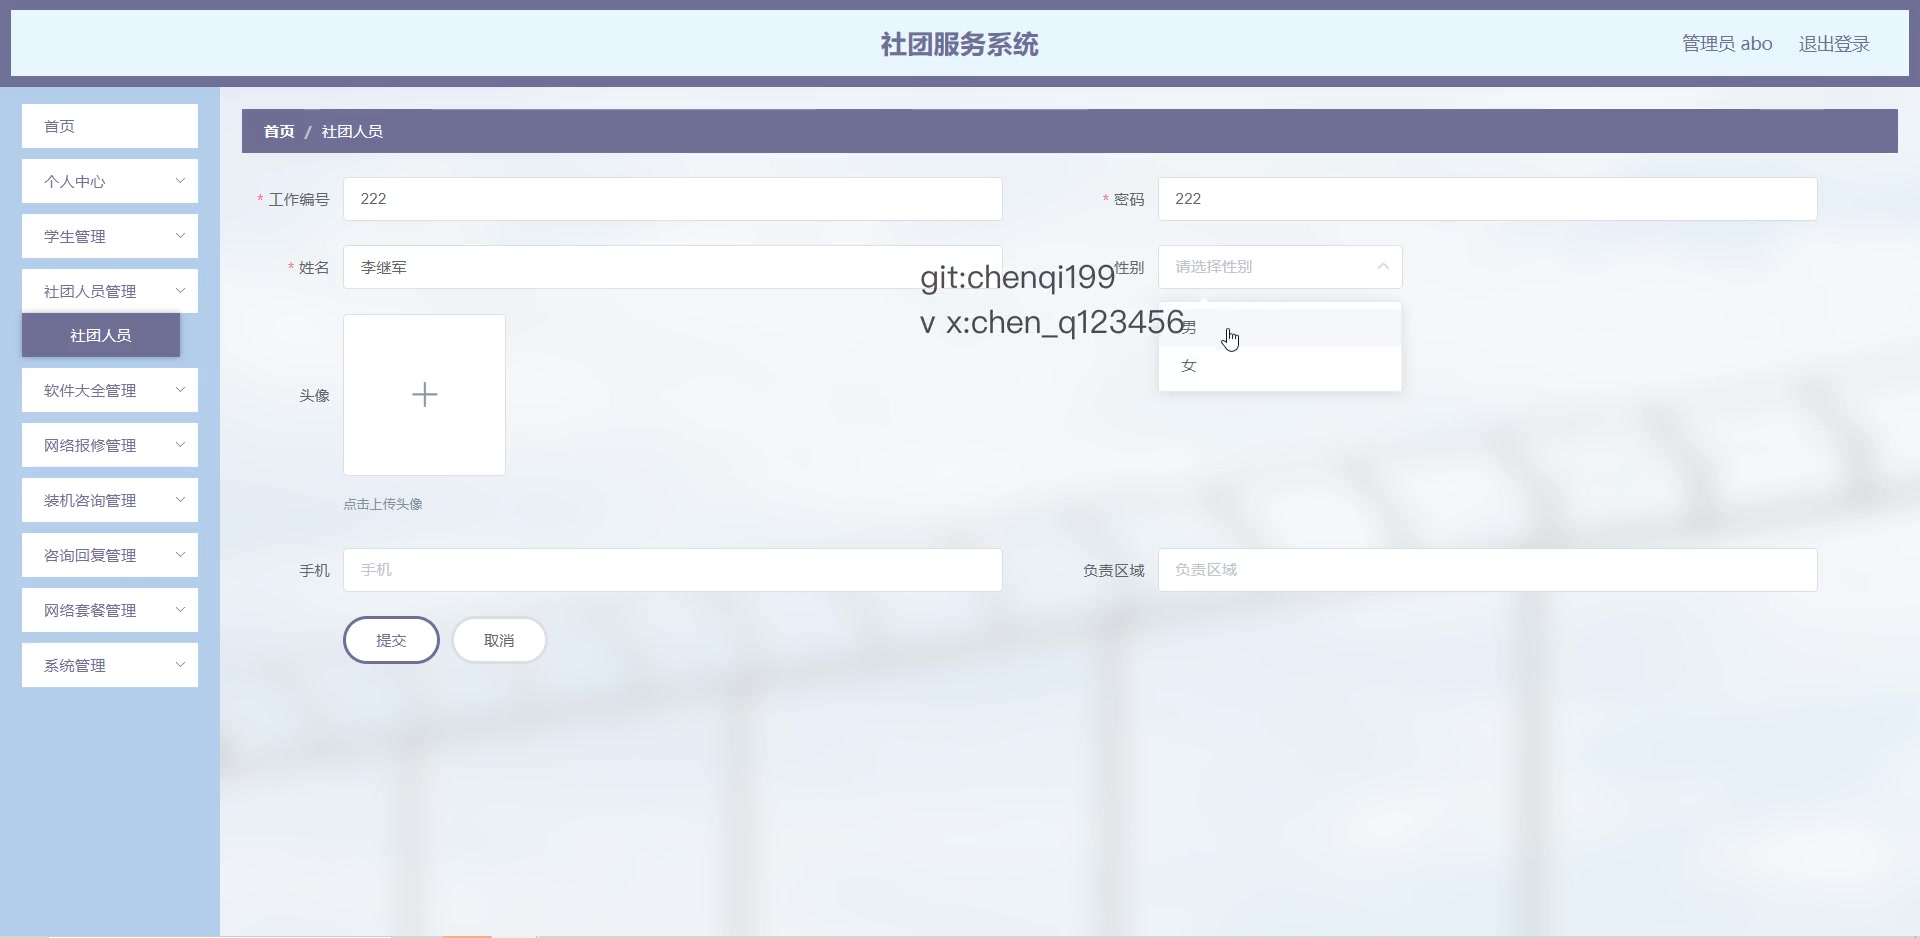 社团服务系统
管理员 abo
退出登录
首页
个人中心
学生管理
社团人员管理
社团人员
软件大全管理
网络报修管理
装机咨询管理
咨询回复管理
网络套餐管理
系统管理
首页 / 社团人员
* 工作编号 222
* 密码 222
* 姓名 李继军
性别 请选择性别
git:chenqi199
v x:chen_q123456
男
女
头像
点击上传头像
手机 手机
负责区域 负责区域
提交
取消